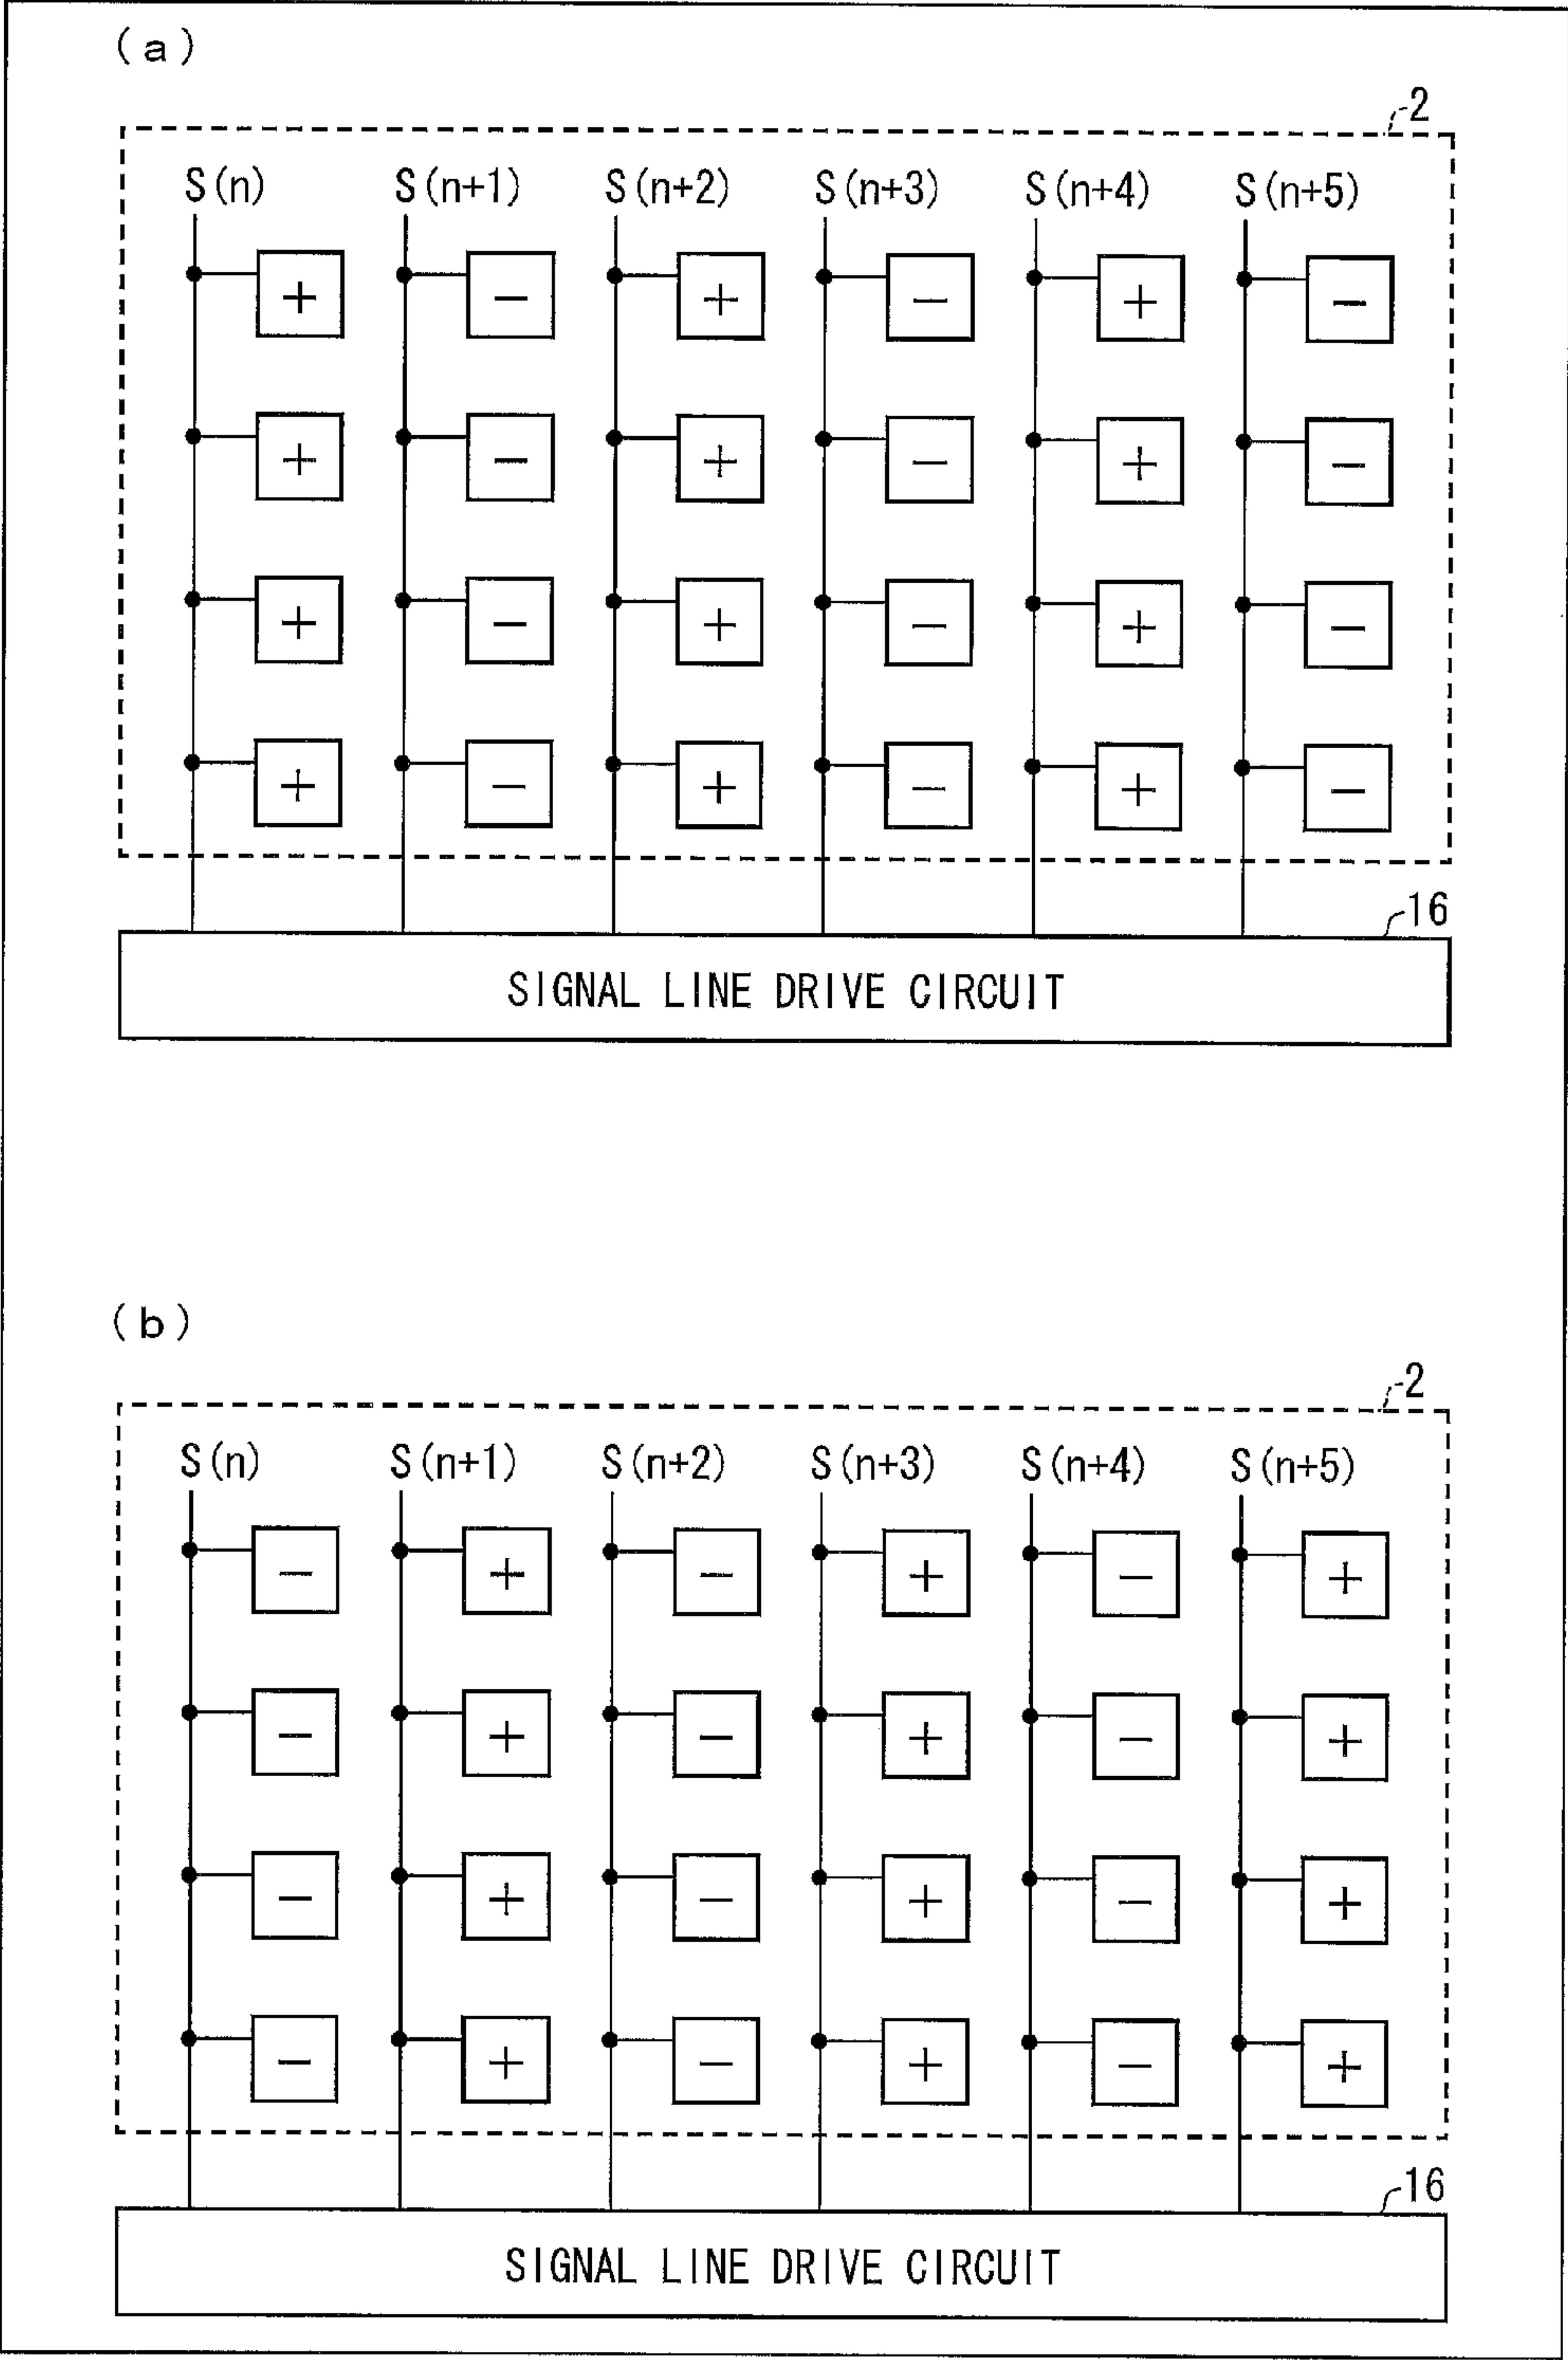 (a)
2
S(n) S(n+1) S(n+2) S(n+3) S(n+4) S(n+5)
+ − + − + −
+ − + − + −
+ − + − + −
+ − + − + −
16
SIGNAL LINE DRIVE CIRCUIT
(b)
2
S(n) S(n+1) S(n+2) S(n+3) S(n+4) S(n+5)
− + − + − +
− + − + − +
− + − + − +
− + − + − +
16
SIGNAL LINE DRIVE CIRCUIT